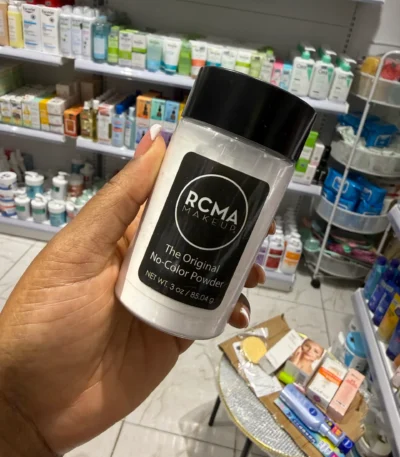 RCMA
MAKEUP
The Original
No-Color Powder
NET WT. 3 oz / 85.04 g